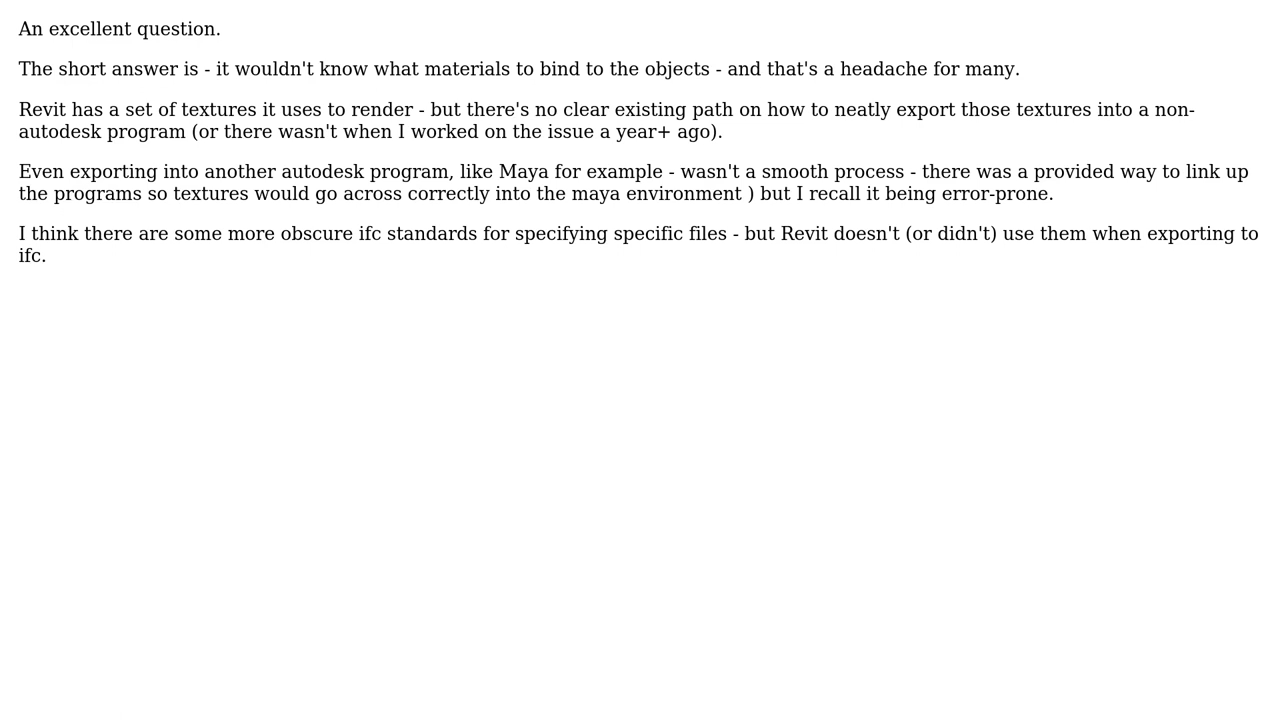 An excellent question.
The short answer is - it wouldn't know what materials to bind to the objects - and that's a headache for many.
Revit has a set of textures it uses to render - but there's no clear existing path on how to neatly export those textures into a non-
autodesk program (or there wasn't when I worked on the issue a year+ ago).
Even exporting into another autodesk program, like Maya for example - wasn't a smooth process - there was a provided way to link up
the programs so textures would go across correctly into the maya environment ) but I recall it being error-prone.
I think there are some more obscure ifc standards for specifying specific files - but Revit doesn't (or didn't) use them when exporting to
ifc.